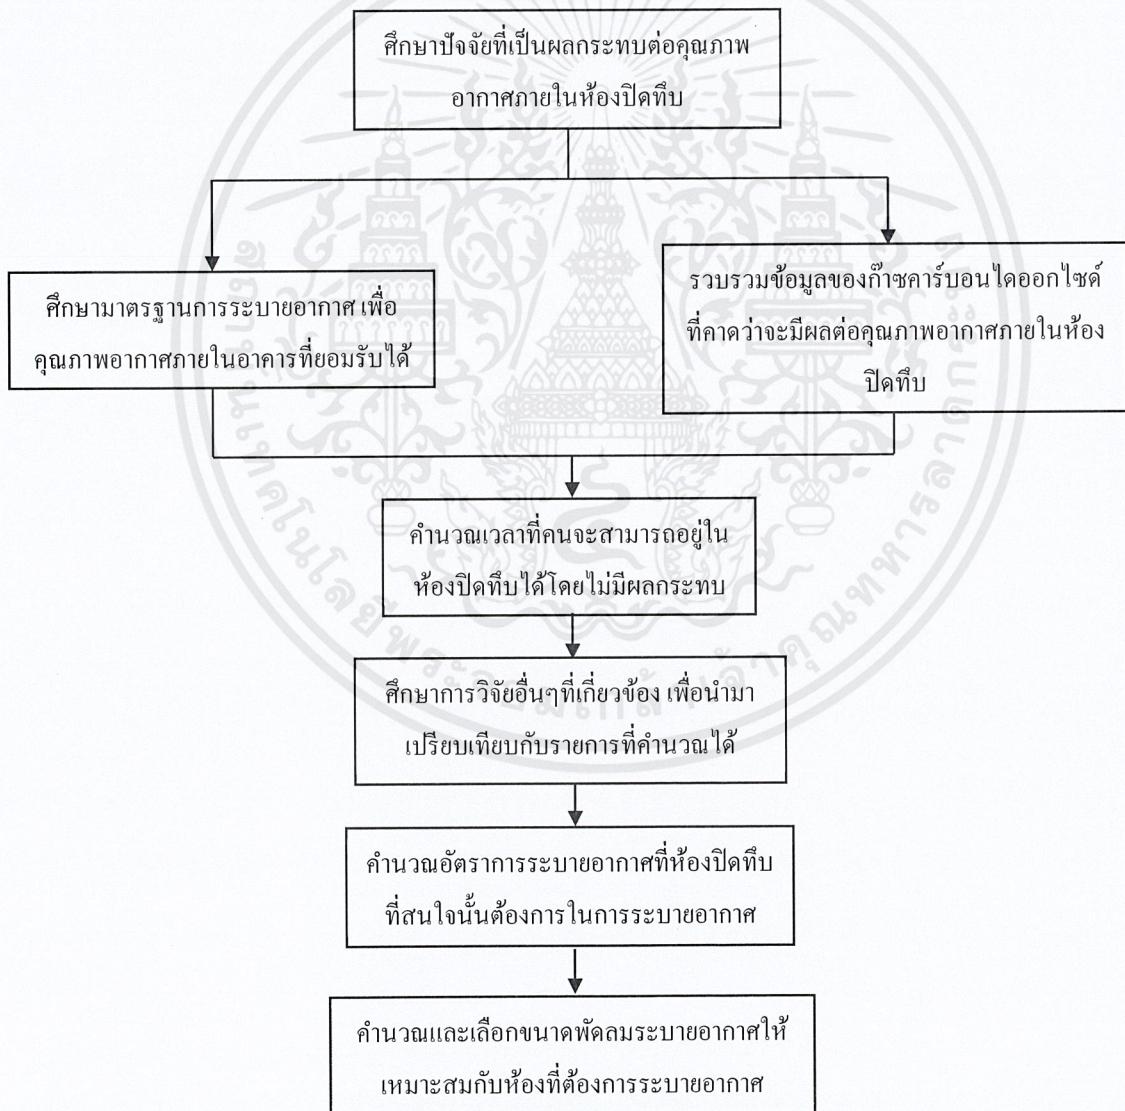 ศึกษาปัจจัยที่เป็นผลกระทบต่อคุณภาพ
อากาศภายในห้องปิดทึบ
ศึกษามาตรฐานการระบายอากาศ เพื่อ
คุณภาพอากาศภายในอาคารที่ยอมรับได้
รวบรวมข้อมูลของก๊าซคาร์บอนไดออกไซด์
ที่คาดว่าจะมีผลต่อคุณภาพอากาศภายในห้อง
ปิดทึบ
คำนวณเวลาที่คนจะสามารถอยู่ใน
ห้องปิดทึบได้โดยไม่มีผลกระทบ
ศึกษาการวิจัยอื่นๆที่เกี่ยวข้อง เพื่อนำมา
เปรียบเทียบกับรายการที่คำนวณได้
คำนวณอัตราการระบายอากาศที่ห้องปิดทึบ
ที่สนใจนั้นต้องการในการระบายอากาศ
คำนวณและเลือกขนาดพัดลมระบายอากาศให้
เหมาะสมกับห้องที่ต้องการระบายอากาศ